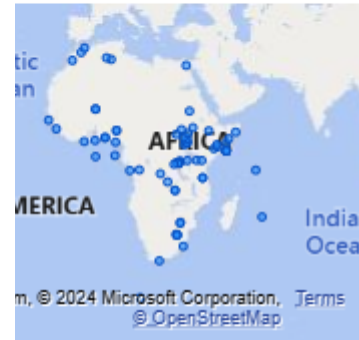 tic
an
AFRICA
MERICA
India
Ocea
m, © 2024 Microsoft Corporation, Terms
© OpenStreetMap